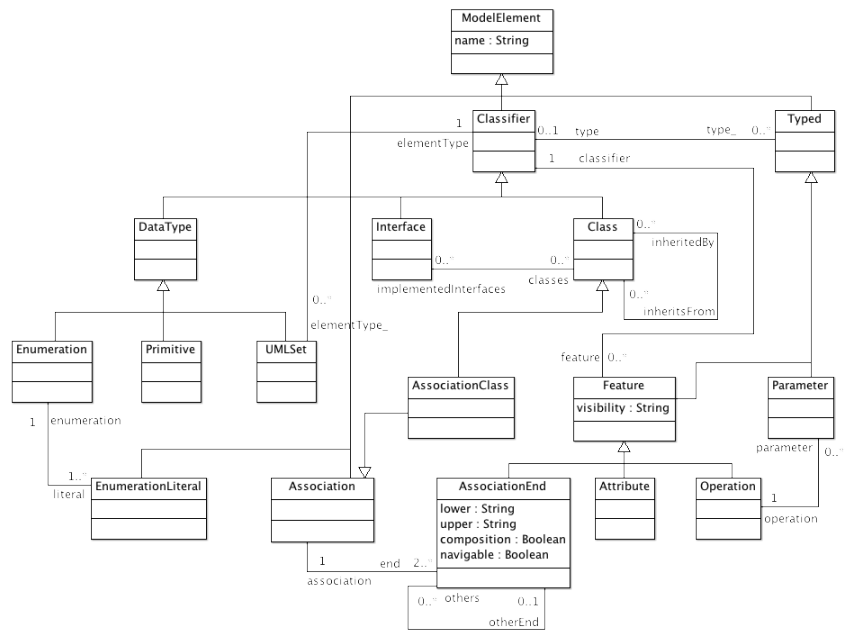 ModelElement
name : String
Classifier
Typed
1
elementType
0..1
type
type_
0..*
1
classifier
DataType
Interface
Class
0..*
inheritedBy
0..*
0..*
implementedInterfaces
classes
0..*
inheritsFrom
0..*
elementType_
Enumeration
Primitive
UMLSet
feature
0..*
AssociationClass
Feature
visibility : String
Parameter
1
enumeration
parameter
0..*
1..*
literal
EnumerationLiteral
Association
AssociationEnd
lower : String
upper : String
composition : Boolean
navigable : Boolean
Attribute
Operation
1
operation
1
end
2..*
association
0..*
others
0..1
otherEnd